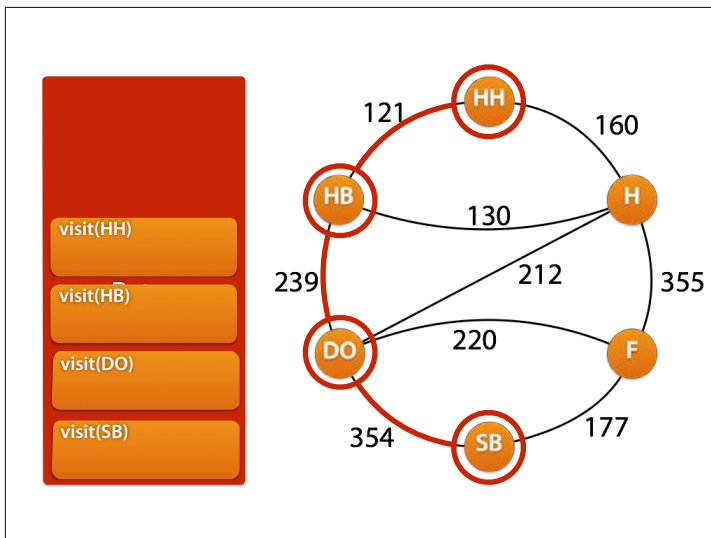 visit(HH)
visit(HB)
visit(DO)
visit(SB)
HH
121
160
HB
H
130
239
212
355
DO
220
F
354
177
SB